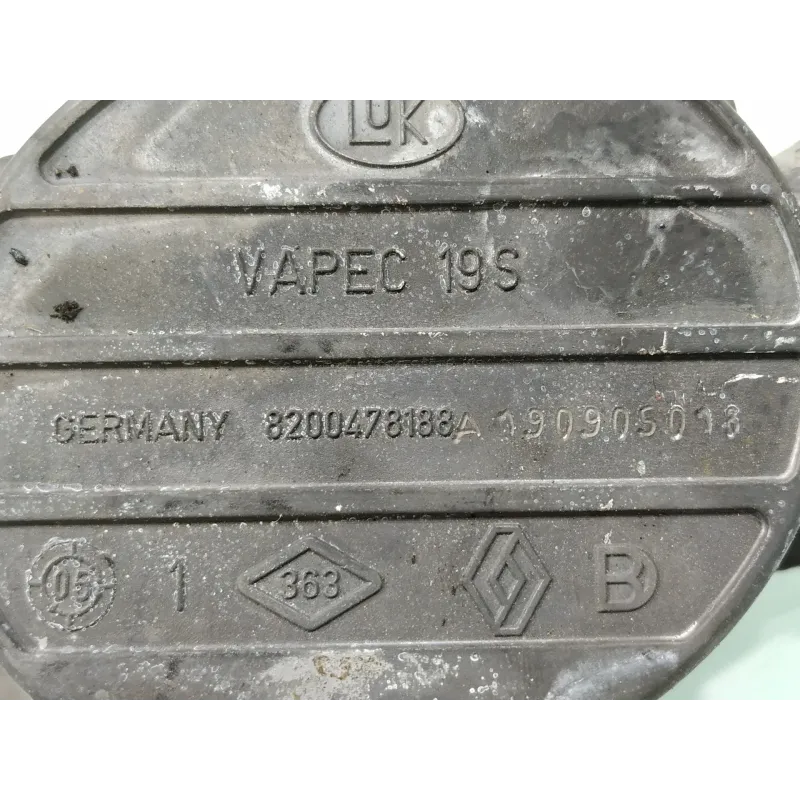 LUK
VAPEC 19S
GERMANY 8200478188A 190905013
05 1 363 B